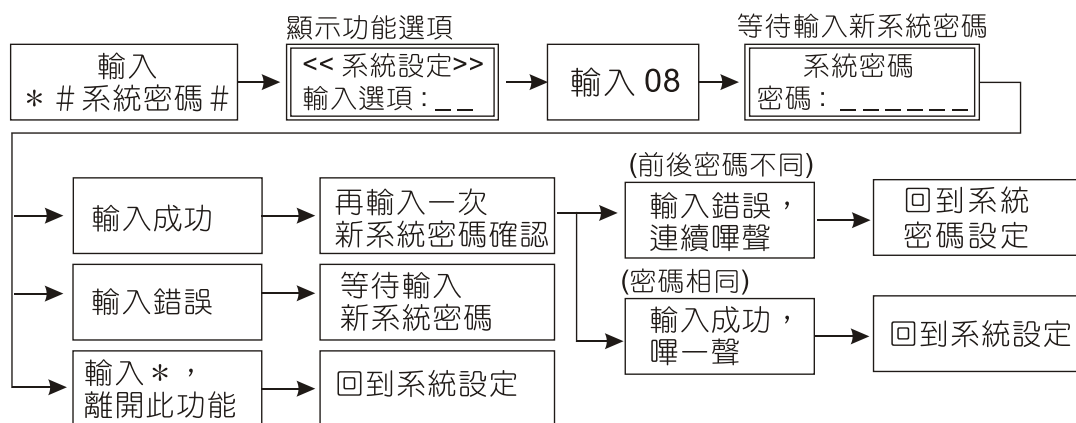 顯示功能選項
等待輸入新系統密碼
輸入
＊＃系統密碼＃
<< 系統設定>>
輸入選項：_ _
輸入 08
系統密碼
密碼：_ _ _ _ _ _
輸入成功
再輸入一次
新系統密碼確認
(前後密碼不同)
輸入錯誤，
連續嗶聲
回到系統
密碼設定
輸入錯誤
等待輸入
新系統密碼
(密碼相同)
輸入成功，
嗶一聲
回到系統設定
輸入＊，
離開此功能
回到系統設定